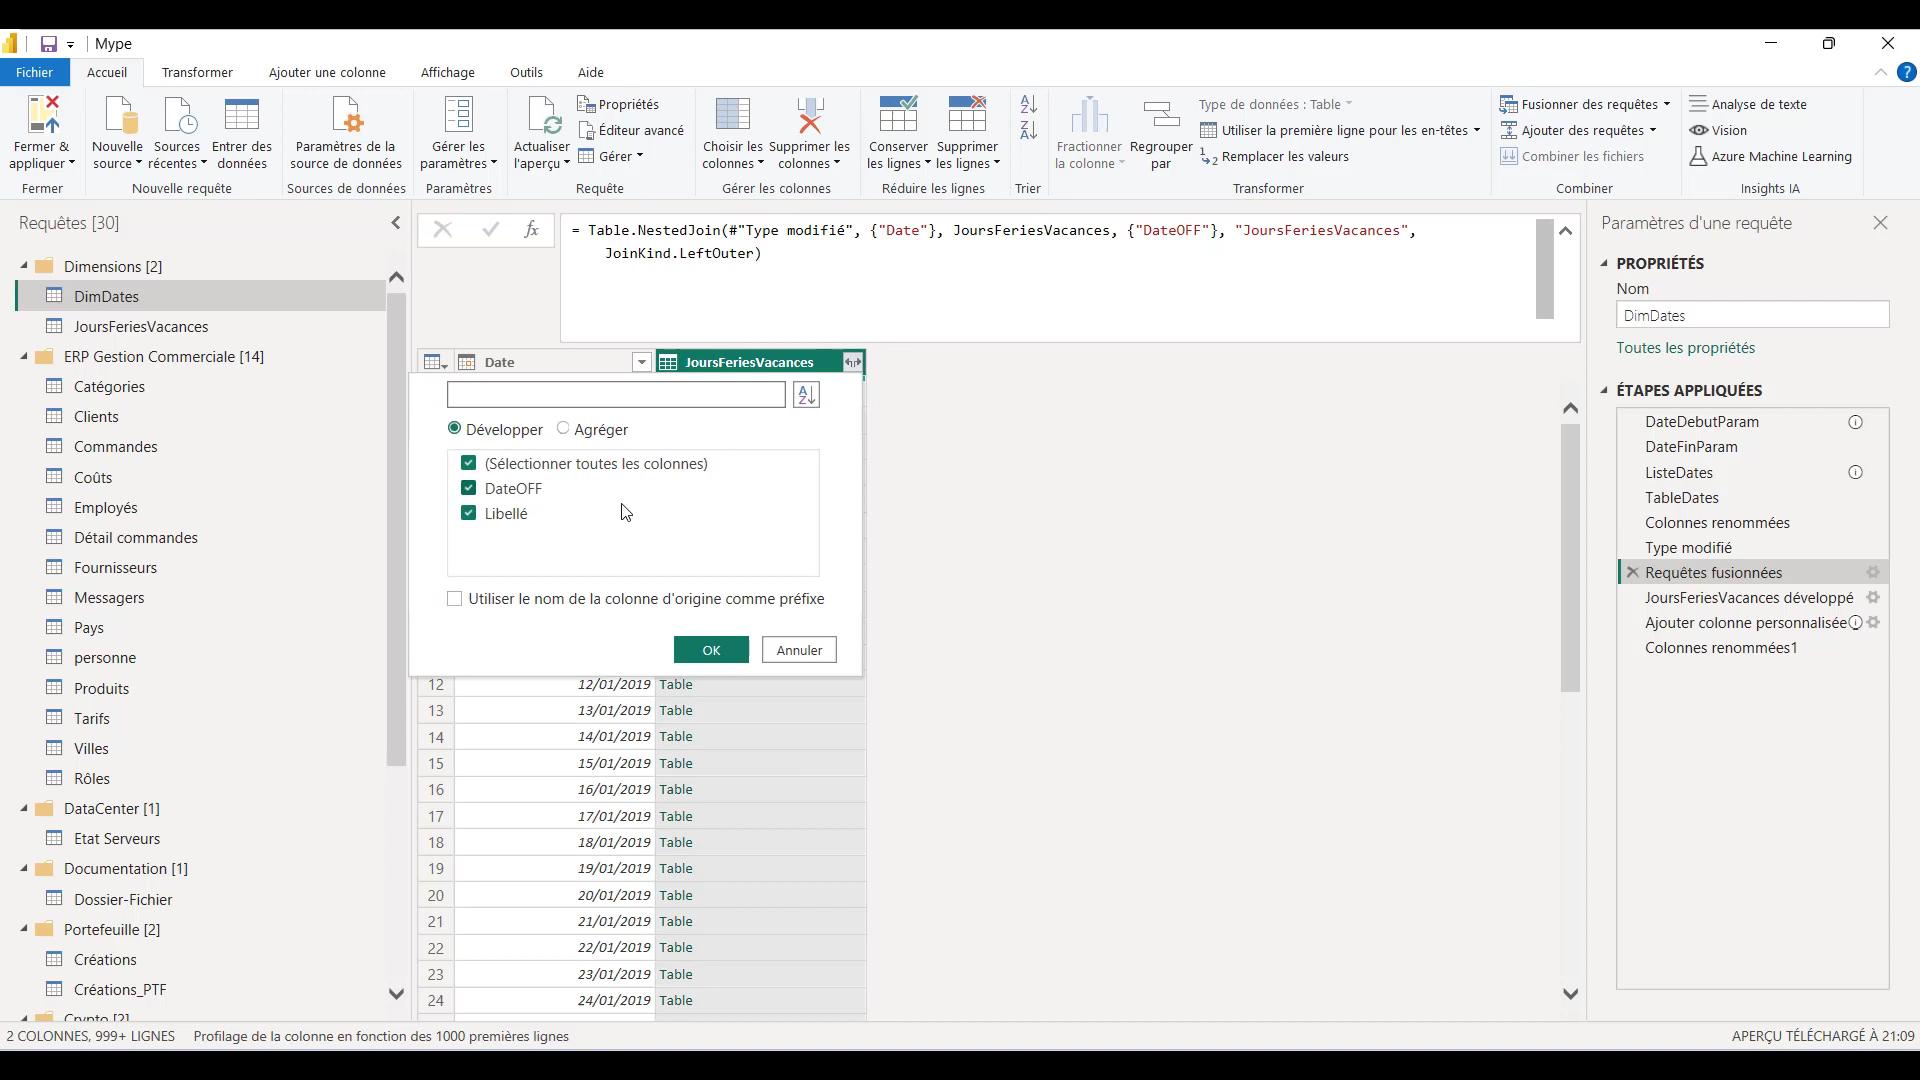 Mype
Fichier
Accueil
Transformer
Ajouter une colonne
Affichage
Outils
Aide
Fermer &
appliquer
Nouvelle
source
Sources
récentes
Entrer des
données
Paramètres de la
source de données
Gérer les
paramètres
Actualiser
l'aperçu
Propriétés
Éditeur avancé
Gérer
Choisir les
colonnes
Supprimer les
colonnes
Conserver
les lignes
Supprimer
les lignes
Fractionner
la colonne
Regrouper
par
Type de données : Table
Utiliser la première ligne pour les en-têtes
Remplacer les valeurs
Fusionner des requêtes
Ajouter des requêtes
Combiner les fichiers
Analyse de texte
Vision
Azure Machine Learning
Fermer
Nouvelle requête
Sources de données
Paramètres
Requête
Gérer les colonnes
Réduire les lignes
Trier
Transformer
Combiner
Insights IA
Requêtes [30]
Dimensions [2]
DimDates
JoursFeriesVacances
ERP Gestion Commerciale [14]
Catégories
Clients
Commandes
Coûts
Employés
Détail commandes
Fournisseurs
Messagers
Pays
personne
Produits
Tarifs
Villes
Rôles
DataCenter [1]
Etat Serveurs
Documentation [1]
Dossier-Fichier
Portefeuille [2]
Créations
Créations_PTF
Crypto [2]
fx
= Table.NestedJoin(#"Type modifié", {"Date"}, JoursFeriesVacances, {"DateOFF"}, "JoursFeriesVacances",
JoinKind.LeftOuter)
Date
JoursFeriesVacances
Développer
Agréger
(Sélectionner toutes les colonnes)
DateOFF
Libellé
Utiliser le nom de la colonne d'origine comme préfixe
OK
Annuler
12 12/01/2019 Table
13 13/01/2019 Table
14 14/01/2019 Table
15 15/01/2019 Table
16 16/01/2019 Table
17 17/01/2019 Table
18 18/01/2019 Table
19 19/01/2019 Table
20 20/01/2019 Table
21 21/01/2019 Table
22 22/01/2019 Table
23 23/01/2019 Table
24 24/01/2019 Table
Paramètres d'une requête
PROPRIÉTÉS
Nom
DimDates
Toutes les propriétés
ÉTAPES APPLIQUÉES
DateDebutParam
DateFinParam
ListeDates
TableDates
Colonnes renommées
Type modifié
Requêtes fusionnées
JoursFeriesVacances développé
Ajouter colonne personnalisée
Colonnes renommées1
2 COLONNES, 999+ LIGNES
Profilage de la colonne en fonction des 1000 premières lignes
APERÇU TÉLÉCHARGÉ À 21:09